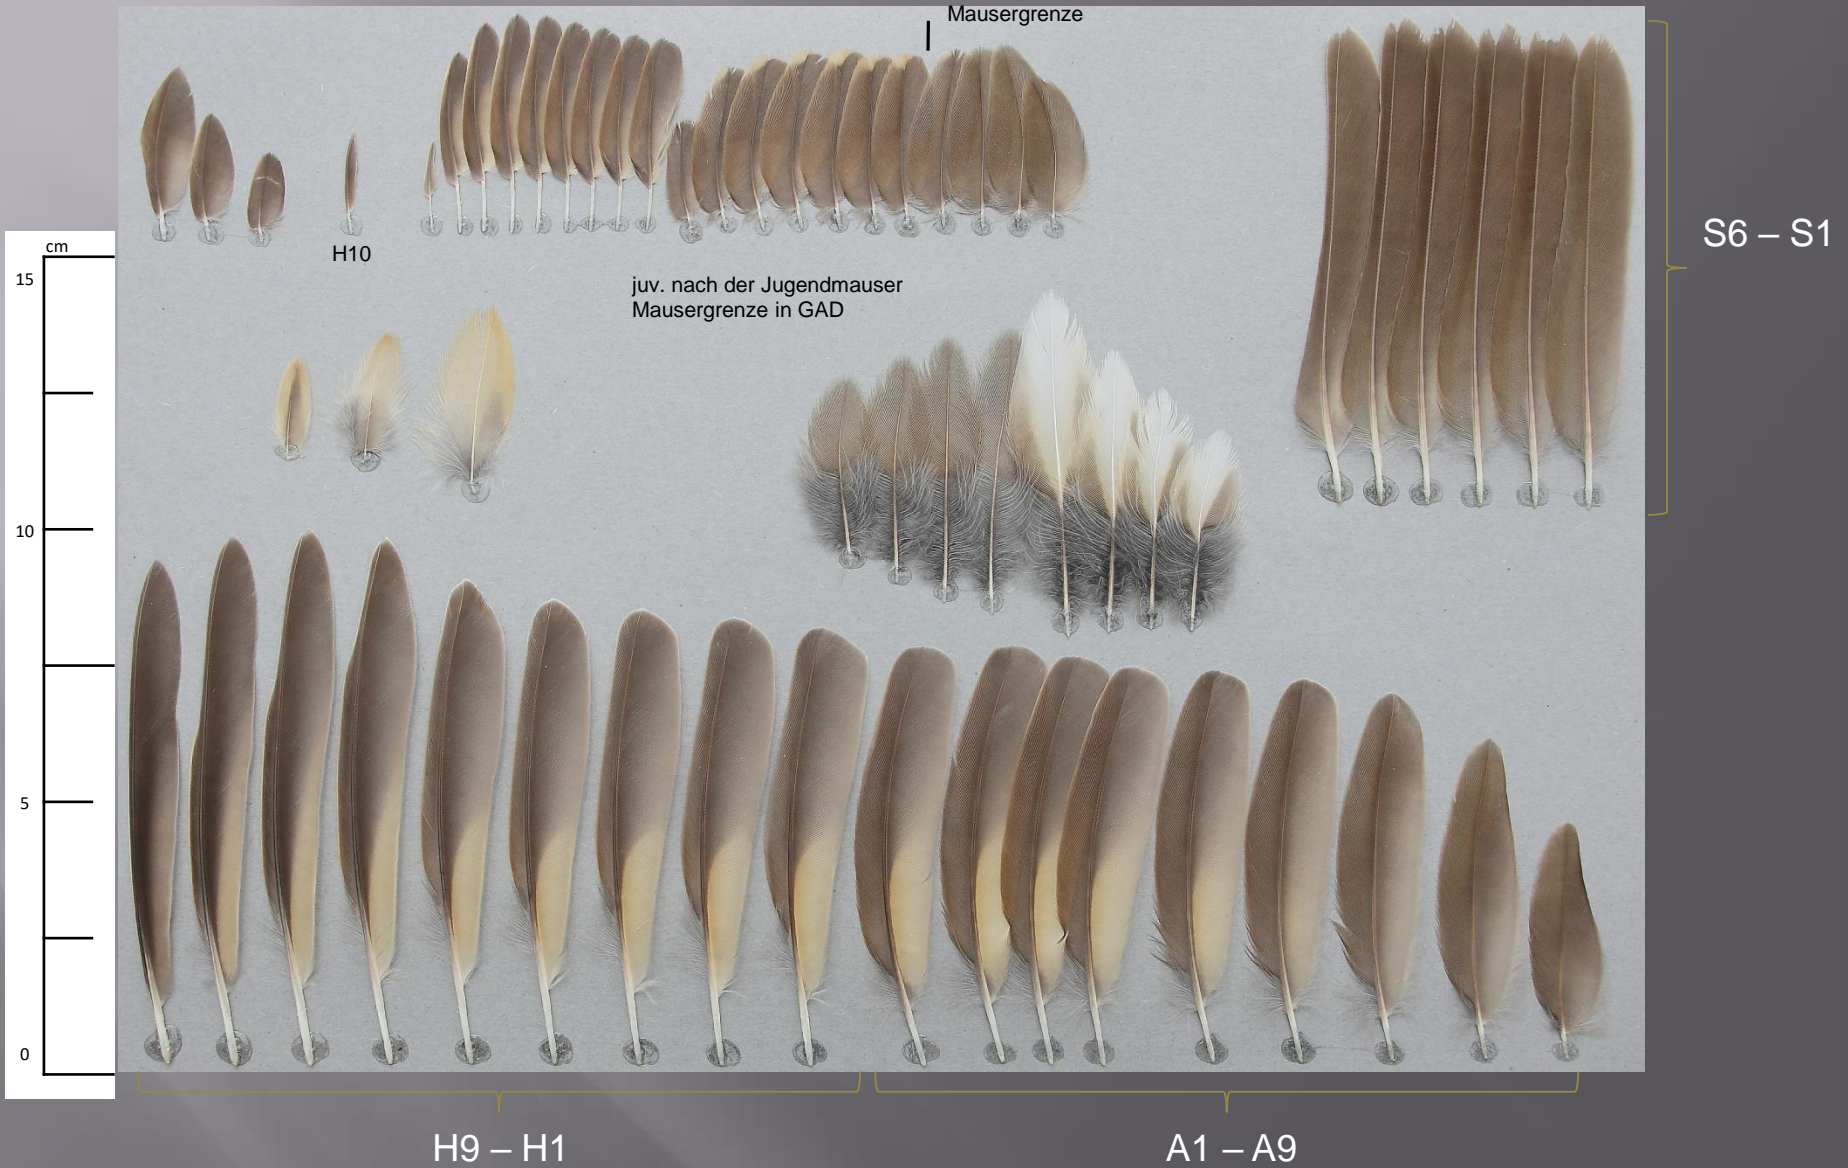 Mausergrenze
S6 – S1
cm
15
H10
juv. nach der Jugendmauser
Mausergrenze in GAD
10
5
0
H9 – H1
A1 – A9